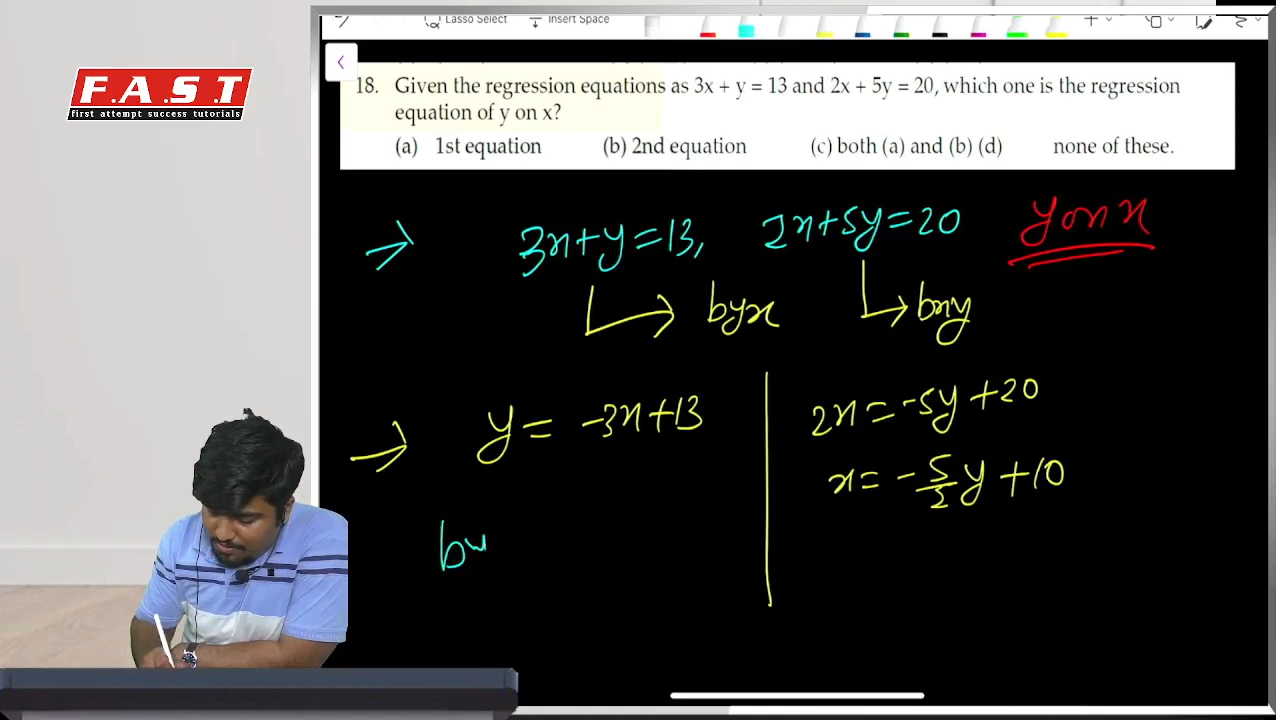 Lasso Select Insert Space
F.A.S.T
first attempt success tutorials
18. Given the regression equations as 3x + y = 13 and 2x + 5y = 20, which one is the regression
equation of y on x?
(a) 1st equation (b) 2nd equation (c) both (a) and (b) (d) none of these.
3x+y=13, 2x+5y=20 y on x
byx bxy
y = -3x+13
2x = -5y+20
x = -5/2 y + 10
by